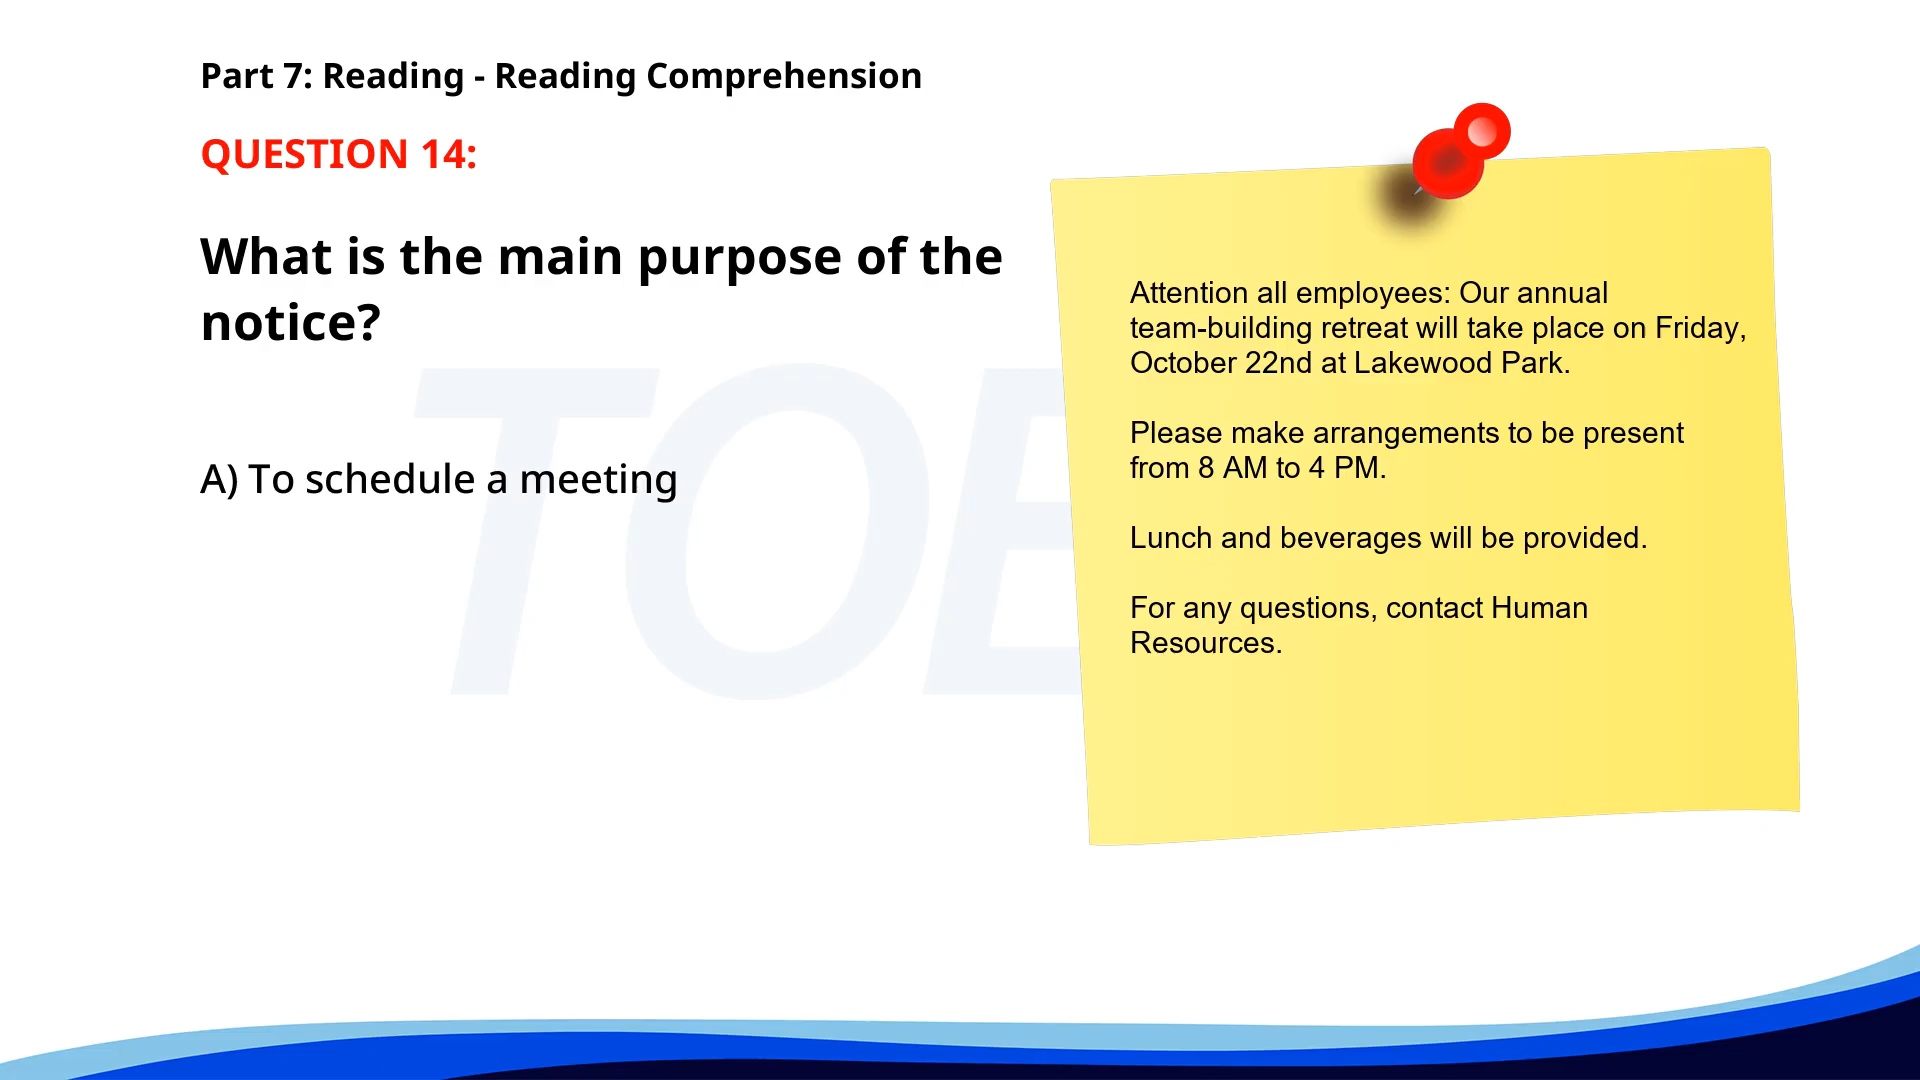 Part 7: Reading - Reading Comprehension
QUESTION 14:
What is the main purpose of the
notice?
A) To schedule a meeting
TOE
Attention all employees: Our annual
team-building retreat will take place on Friday,
October 22nd at Lakewood Park.
Please make arrangements to be present
from 8 AM to 4 PM.
Lunch and beverages will be provided.
For any questions, contact Human
Resources.